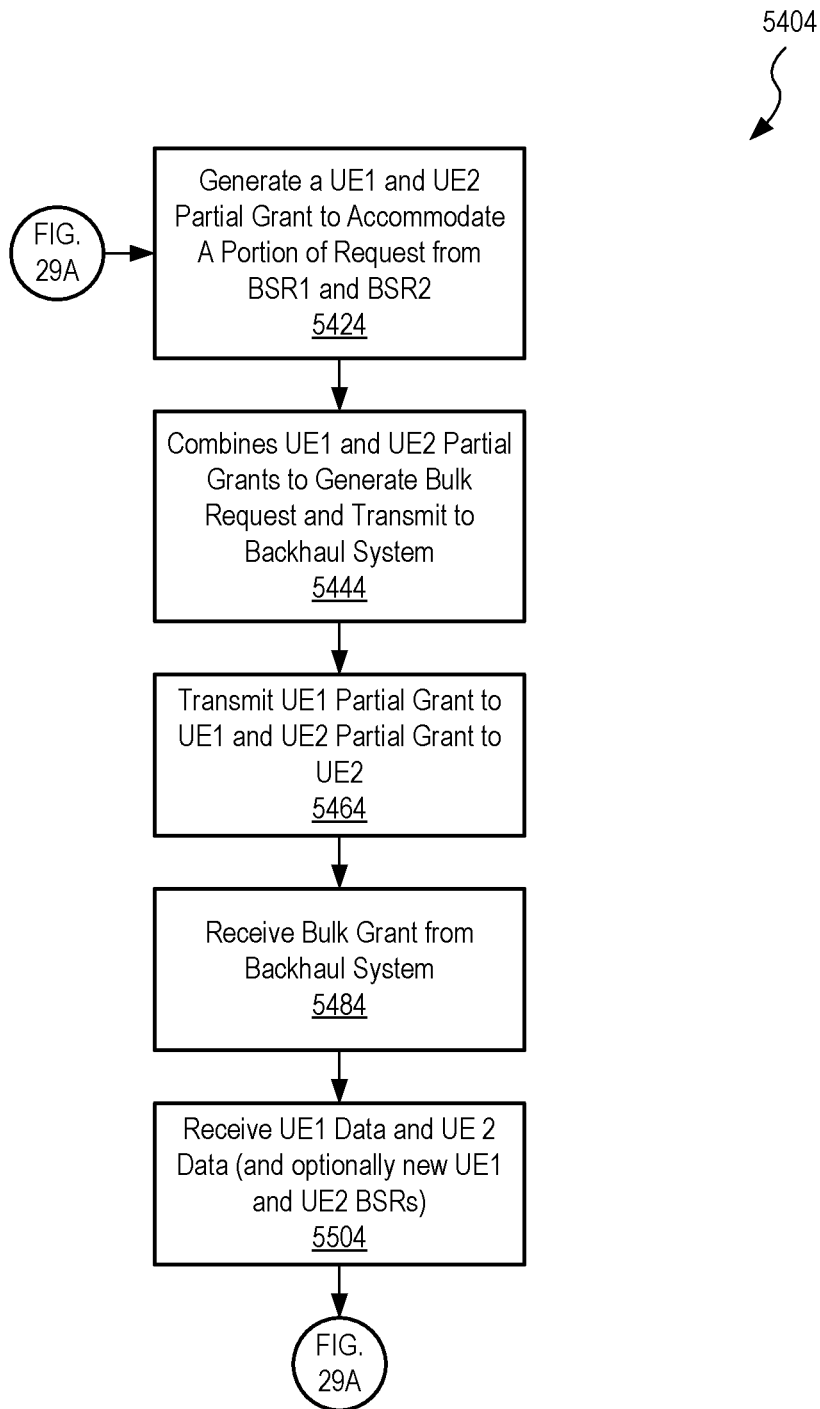 5404
Generate a UE1 and UE2
Partial Grant to Accommodate
A Portion of Request from
BSR1 and BSR2
5424
FIG.
29A
Combines UE1 and UE2 Partial
Grants to Generate Bulk
Request and Transmit to
Backhaul System
5444
Transmit UE1 Partial Grant to
UE1 and UE2 Partial Grant to
UE2
5464
Receive Bulk Grant from
Backhaul System
5484
Receive UE1 Data and UE 2
Data (and optionally new UE1
and UE2 BSRs)
5504
FIG.
29A